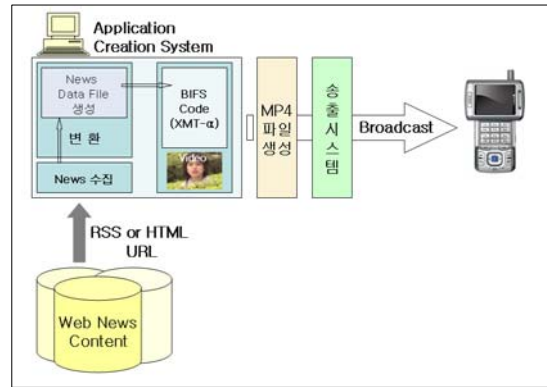 Application
Creation System
News
Data File
생성
변 환
News 수집
BIFS
Code
(XMT-α)
Video
MP4
파일
생성
송
출
시
스
템
Broadcast
RSS or HTML
URL
Web News
Content